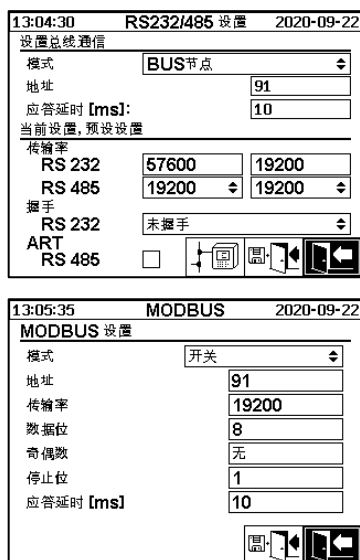 13:04:30 RS232/485 设置 2020-09-22
设置总线通信
模式 BUS节点
地址 91
应答延时 [ms]: 10
当前设置, 预设设置
传输率
RS 232 57600 19200
RS 485 19200 19200
握手
RS 232 未握手
ART
RS 485
13:05:35 MODBUS 2020-09-22
MODBUS 设置
模式 开关
地址 91
传输率 19200
数据位 8
奇偶数 无
停止位 1
应答延时 [ms] 10